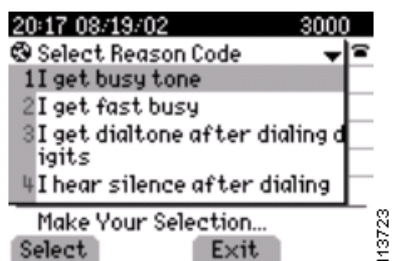 20:17 08/19/02 3000
Select Reason Code
1 I get busy tone
2 I get fast busy
3 I get dialtone after dialing d
igits
4 I hear silence after dialing
Make Your Selection...
Select Exit
113723